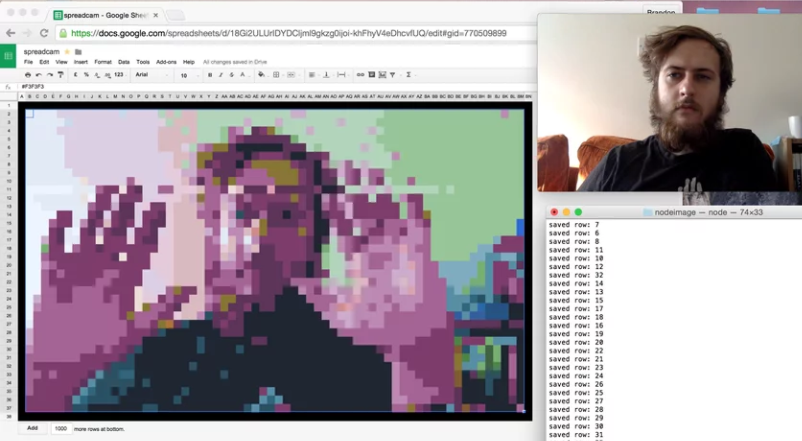 spreadcam - Google Sheet
Brandon
https://docs.google.com/spreadsheets/d/18Gi2ULUrlDYDCljml9gkzg0ijoi-khFhyV4eDhcvflUQ/edit#gid=770509899
spreadcam
File Edit View Insert Format Data Tools Add-ons Help All changes saved in Drive
$ % 123 Arial 10 B A
#F3F3F3
Add 1000 more rows at bottom.
nodeimage — node — 74×33
saved row: 7
saved row: 6
saved row: 8
saved row: 11
saved row: 10
saved row: 12
saved row: 32
saved row: 14
saved row: 13
saved row: 15
saved row: 17
saved row: 18
saved row: 16
saved row: 19
saved row: 20
saved row: 22
saved row: 21
saved row: 23
saved row: 24
saved row: 26
saved row: 25
saved row: 27
saved row: 28
saved row: 29
saved row: 30
saved row: 31